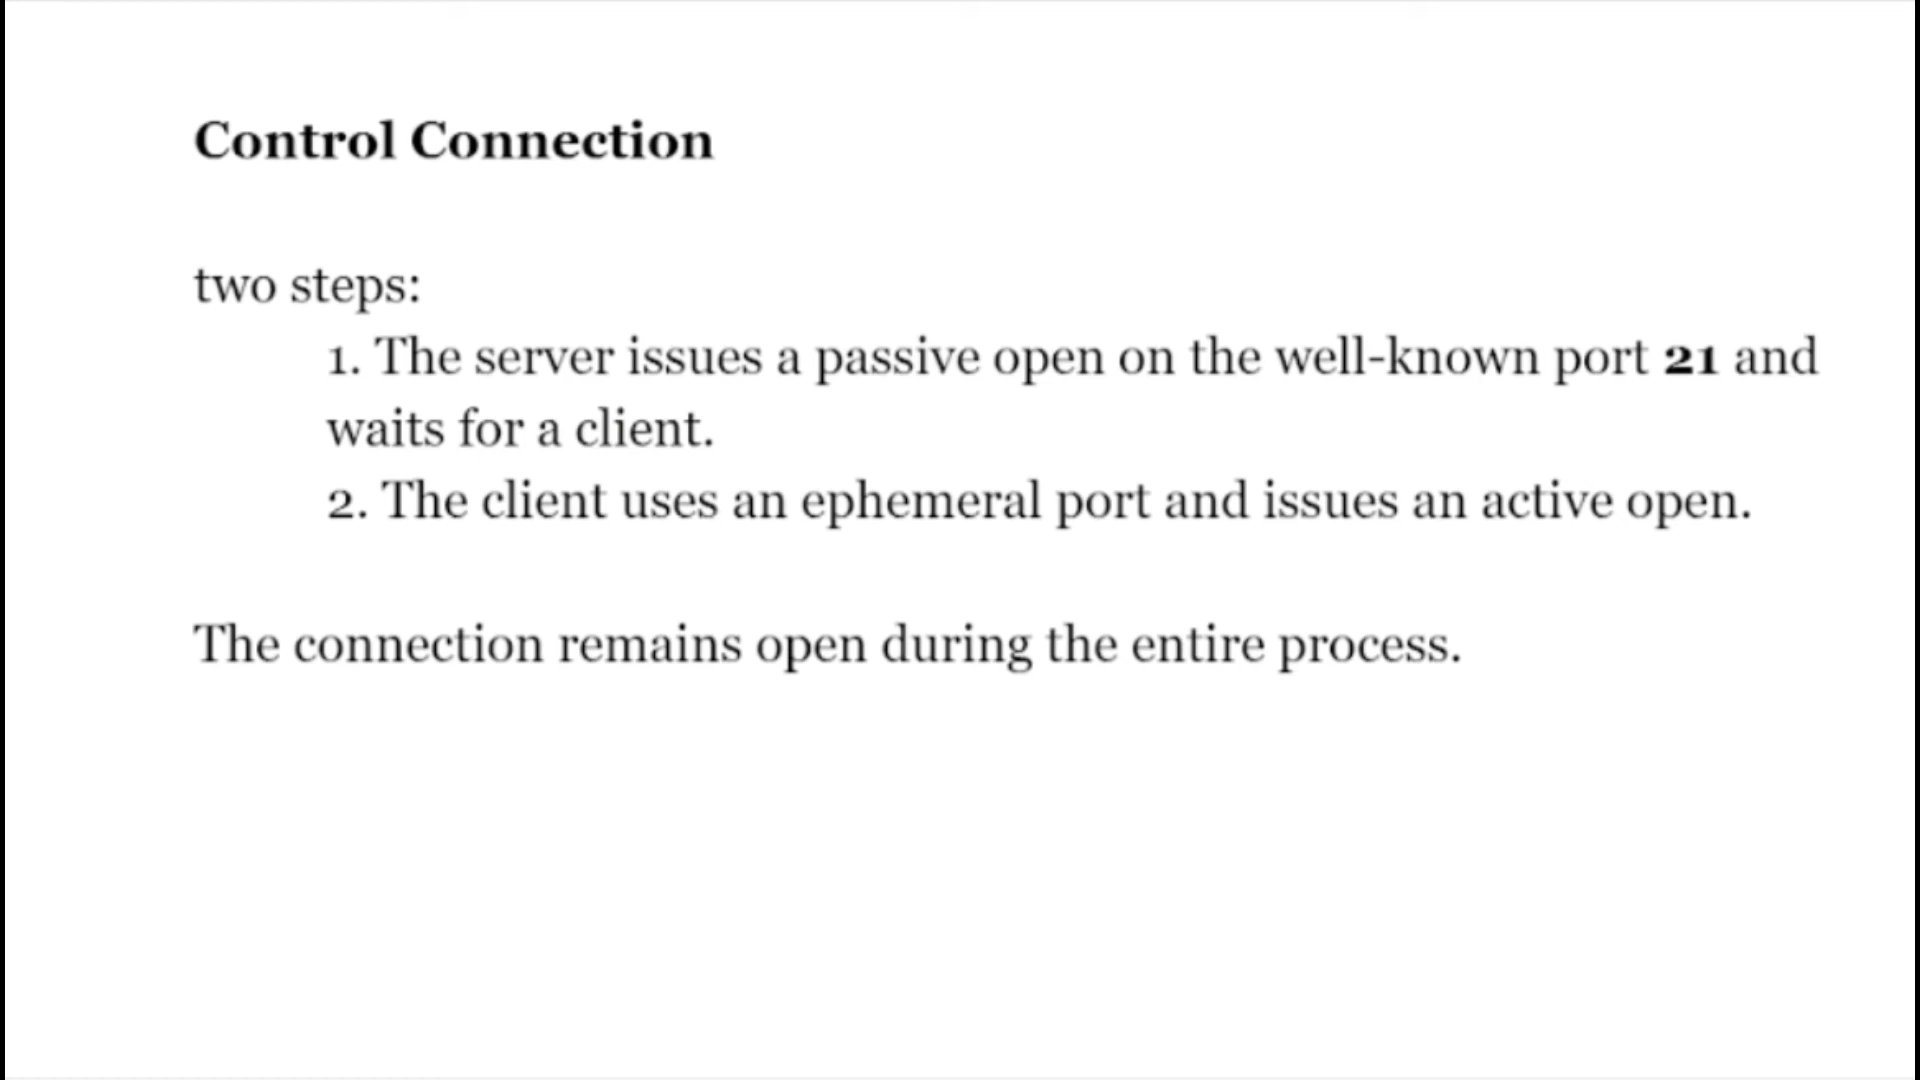 Control Connection
two steps:
1. The server issues a passive open on the well-known port 21 and
waits for a client.
2. The client uses an ephemeral port and issues an active open.
The connection remains open during the entire process.